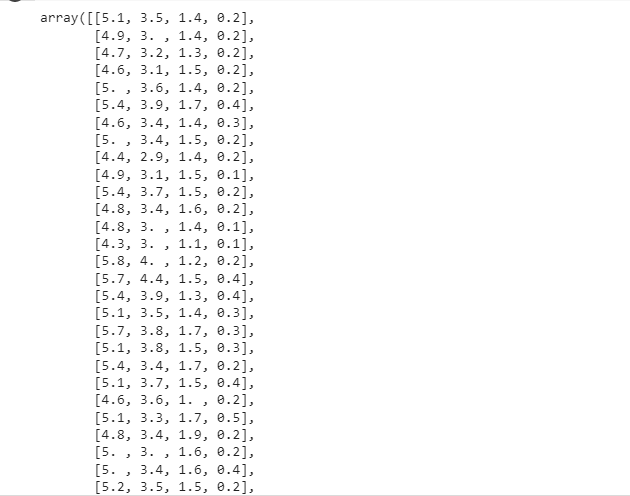 array([[5.1, 3.5, 1.4, 0.2],
[4.9, 3. , 1.4, 0.2],
[4.7, 3.2, 1.3, 0.2],
[4.6, 3.1, 1.5, 0.2],
[5. , 3.6, 1.4, 0.2],
[5.4, 3.9, 1.7, 0.4],
[4.6, 3.4, 1.4, 0.3],
[5. , 3.4, 1.5, 0.2],
[4.4, 2.9, 1.4, 0.2],
[4.9, 3.1, 1.5, 0.1],
[5.4, 3.7, 1.5, 0.2],
[4.8, 3.4, 1.6, 0.2],
[4.8, 3. , 1.4, 0.1],
[4.3, 3. , 1.1, 0.1],
[5.8, 4. , 1.2, 0.2],
[5.7, 4.4, 1.5, 0.4],
[5.4, 3.9, 1.3, 0.4],
[5.1, 3.5, 1.4, 0.3],
[5.7, 3.8, 1.7, 0.3],
[5.1, 3.8, 1.5, 0.3],
[5.4, 3.4, 1.7, 0.2],
[5.1, 3.7, 1.5, 0.4],
[4.6, 3.6, 1. , 0.2],
[5.1, 3.3, 1.7, 0.5],
[4.8, 3.4, 1.9, 0.2],
[5. , 3. , 1.6, 0.2],
[5. , 3.4, 1.6, 0.4],
[5.2, 3.5, 1.5, 0.2],